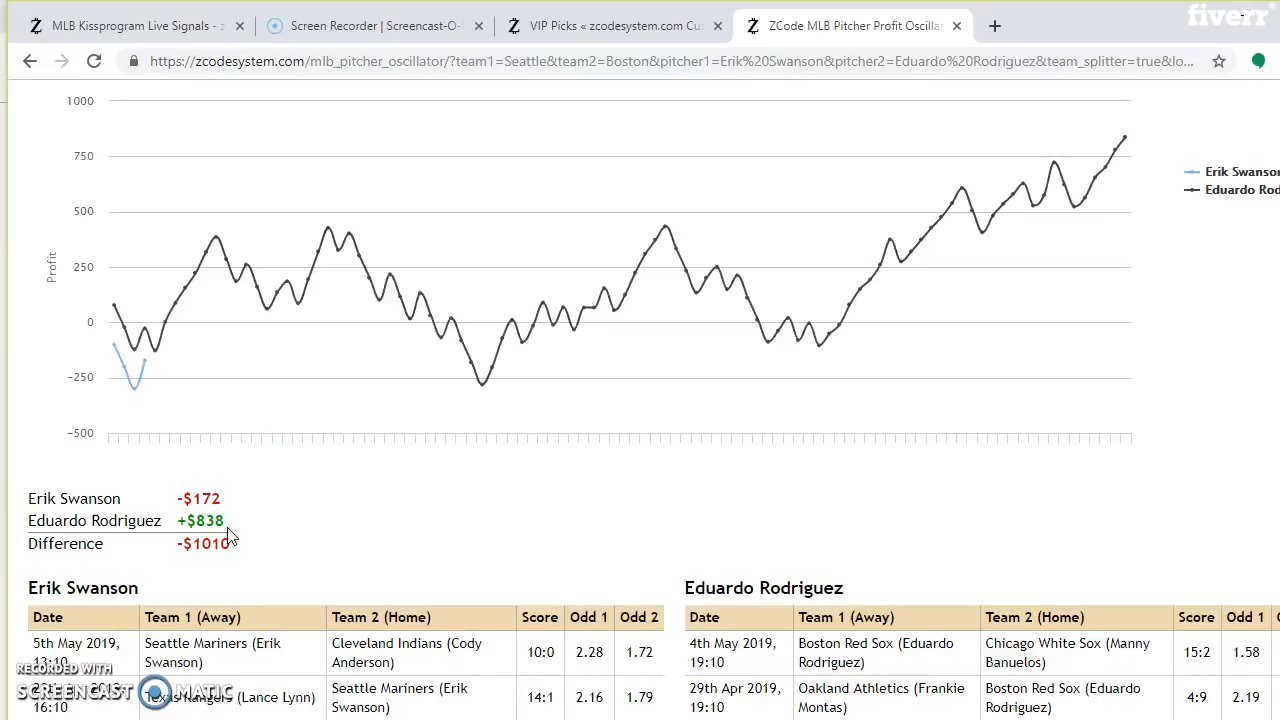 fiverr
MLB Kissprogram Live Signals - z
Screen Recorder | Screencast-O-
VIP Picks « zcodesystem.com Cus
ZCode MLB Pitcher Profit Oscillat
https://zcodesystem.com/mlb_pitcher_oscillator/?team1=Seattle&team2=Boston&pitcher1=Erik%20Swanson&pitcher2=Eduardo%20Rodriguez&team_splitter=true&lo...
1000
750
500
250
0
−250
−500
Profit
Erik Swanson
Eduardo Rod
Erik Swanson -$172
Eduardo Rodriguez +$838
Difference -$1010
Erik Swanson
Date Team 1 (Away) Team 2 (Home) Score Odd 1 Odd 2
5th May 2019, Seattle Mariners (Erik Cleveland Indians (Cody 10:0 2.28 1.72
13:10 Swanson) Anderson)
Rangers (Lance Lynn) Seattle Mariners (Erik 14:1 2.16 1.79
16:10 Swanson)
Eduardo Rodriguez
Date Team 1 (Away) Team 2 (Home) Score Odd 1
4th May 2019, Boston Red Sox (Eduardo Chicago White Sox (Manny 15:2 1.58
19:10 Rodriguez) Banuelos)
29th Apr 2019, Oakland Athletics (Frankie Boston Red Sox (Eduardo 4:9 2.19
19:10 Montas) Rodriguez)
RECORDED WITH
SCREENCAST MATIC